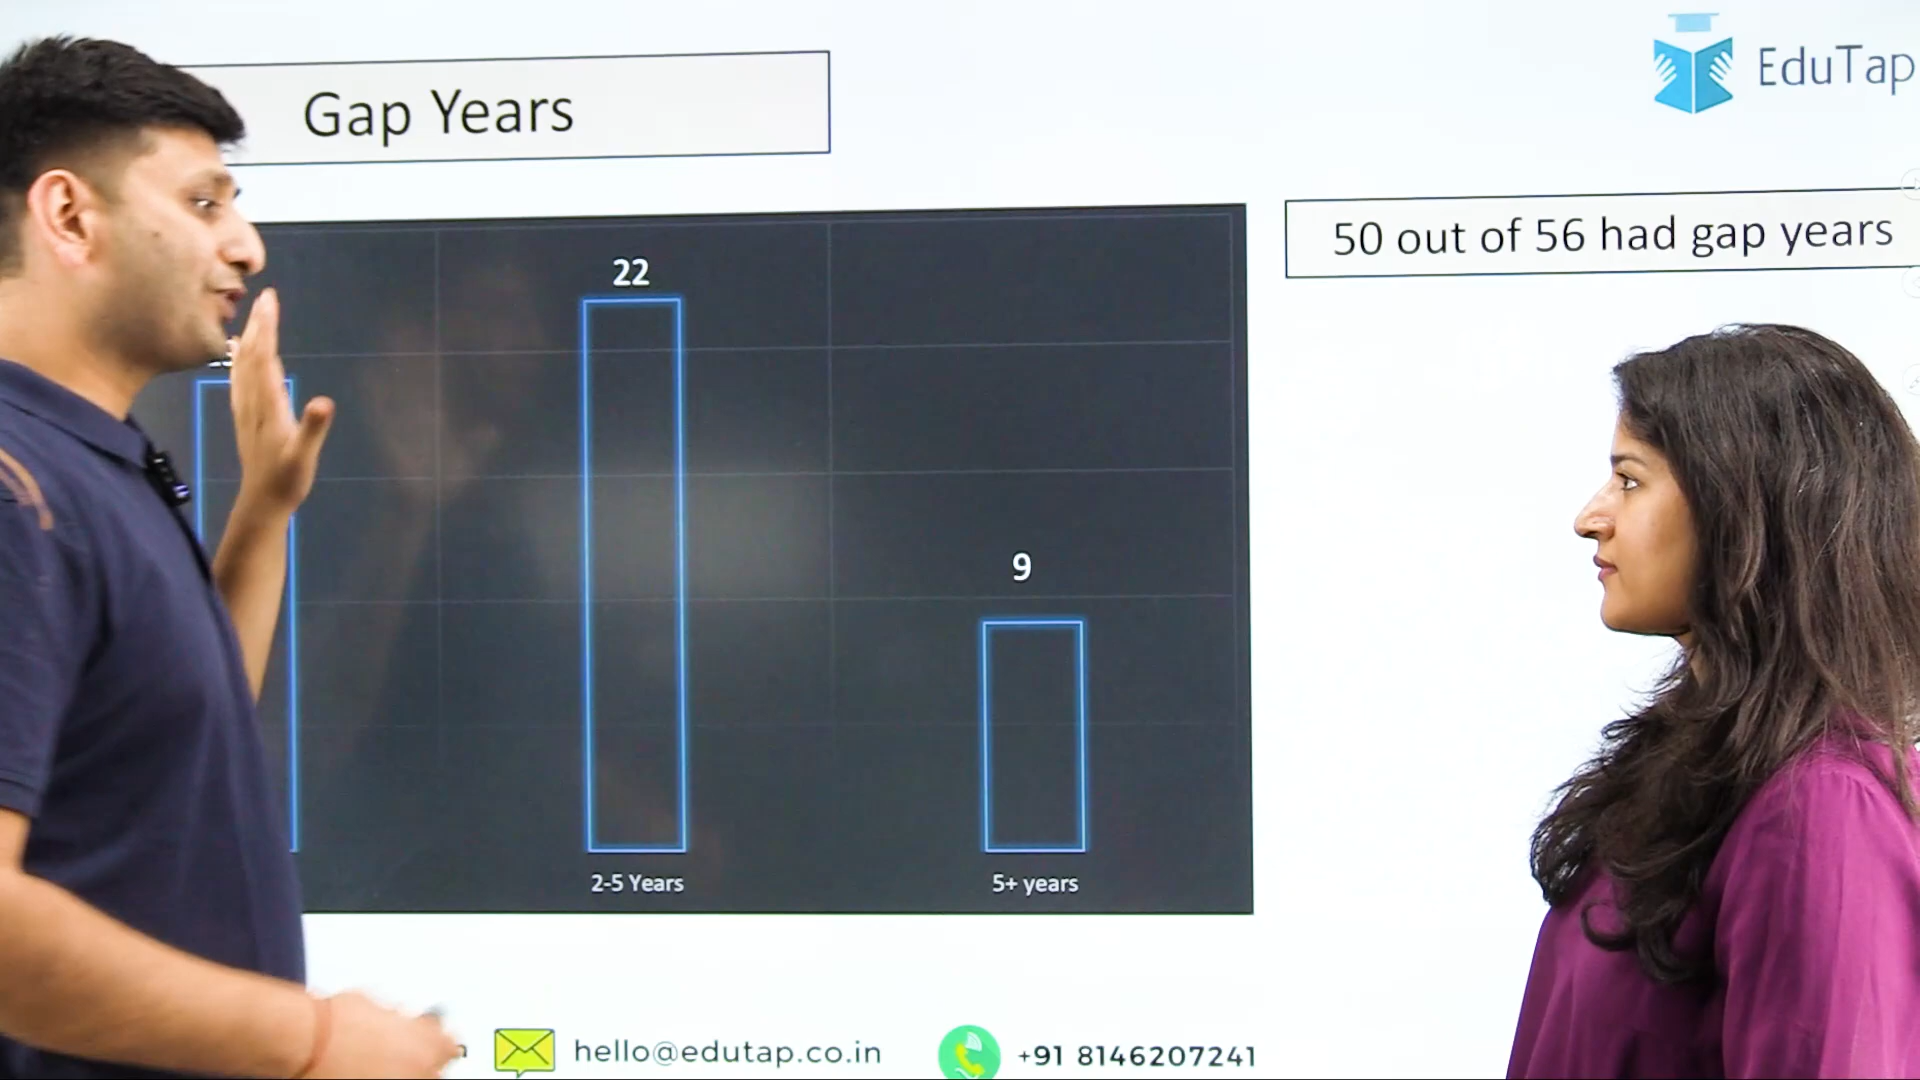 Gap Years
EduTap
50 out of 56 had gap years
22
9
2-5 Years
5+ years
hello@edutap.co.in
+91 8146207241